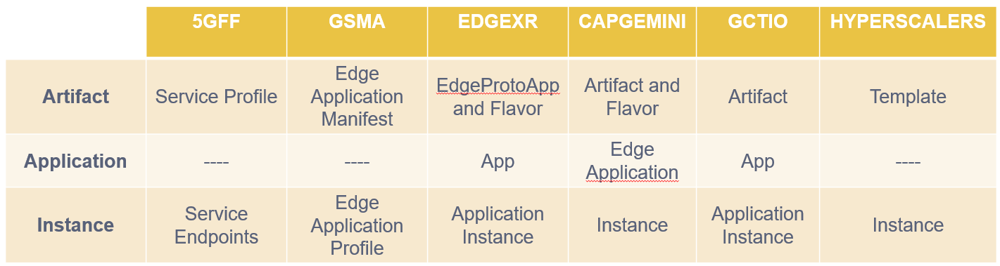 5GFF GSMA EDGEXR CAPGEMINI GCTIO HYPERSCALERS
Artifact
Service Profile
Edge
Application
Manifest
EdgeProtoApp
and Flavor
Artifact and
Flavor
Artifact
Template
Application
----
----
App
Edge
Application
App
----
Instance
Service
Endpoints
Edge
Application
Profile
Application
Instance
Instance
Application
Instance
Instance